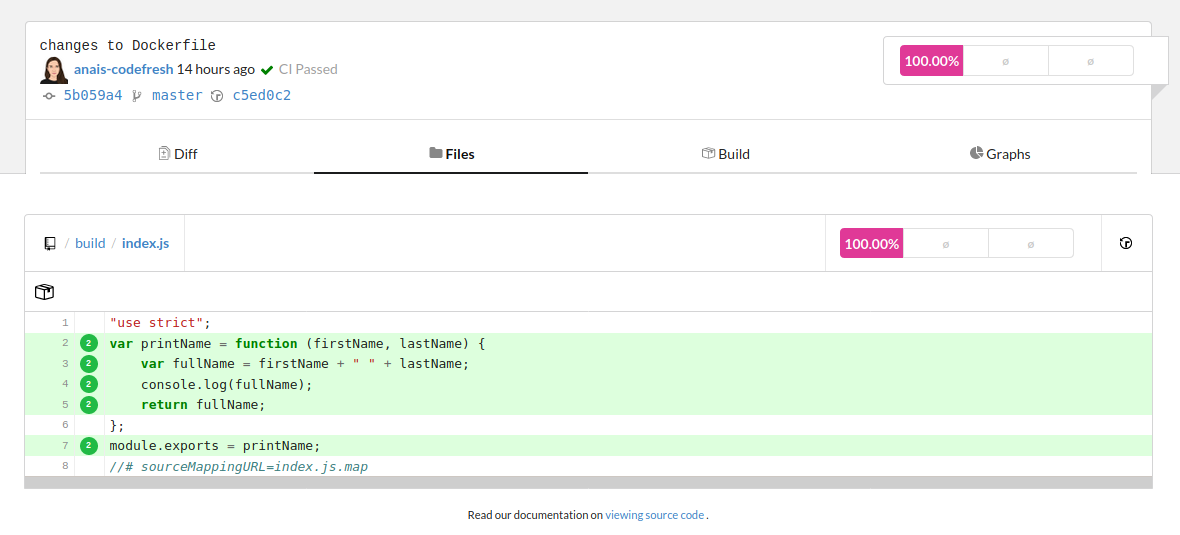 changes to Dockerfile
anais-codefresh 14 hours ago CI Passed
5b059a4 master c5ed0c2
100.00% ø ø
Diff Files Build Graphs
/ build / index.js
100.00% ø ø
1 "use strict";
2 2 var printName = function (firstName, lastName) {
3 2 var fullName = firstName + " " + lastName;
4 2 console.log(fullName);
5 2 return fullName;
6 };
7 2 module.exports = printName;
8 //# sourceMappingURL=index.js.map
Read our documentation on viewing source code .